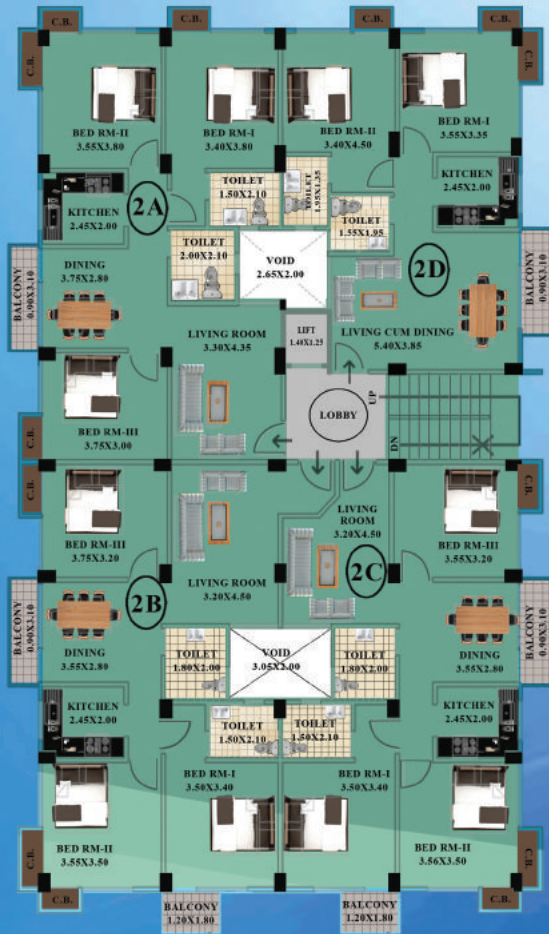 C.B.
C.B.
C.B.
C.B.
C.B.
C.B.
BED RM-II
3.55X3.80
BED RM-I
3.40X3.80
BED RM-II
3.40X4.50
BED RM-I
3.55X3.35
KITCHEN
2.45X2.00
2A
TOILET
1.50X2.10
TOILET
1.95X1.35
TOILET
1.55X1.95
KITCHEN
2.45X2.00
TOILET
2.00X2.10
VOID
2.65X2.00
2D
BALCONY
0.90X3.10
DINING
3.75X2.80
BALCONY
0.90X3.10
LIVING ROOM
3.30X4.35
LIFT
1.48X1.25
LIVING CUM DINING
5.40X3.85
BED RM-III
3.75X3.00
LOBBY
UP
DN
C.B.
C.B.
C.B.
BED RM-III
3.75X3.20
LIVING
ROOM
3.20X4.50
BED RM-III
3.55X3.20
LIVING ROOM
3.20X4.50
2B
2C
BALCONY
0.90X3.10
DINING
3.55X2.80
TOILET
1.80X2.00
VOID
3.05X2.00
TOILET
1.80X2.00
DINING
3.55X2.80
BALCONY
0.90X3.10
KITCHEN
2.45X2.00
TOILET
1.50X2.10
TOILET
1.50X2.10
KITCHEN
2.45X2.00
BED RM-I
3.50X3.40
BED RM-I
3.50X3.40
BED RM-II
3.55X3.50
BED RM-II
3.56X3.50
C.B.
C.B.
C.B.
C.B.
BALCONY
1.20X1.80
BALCONY
1.20X1.80